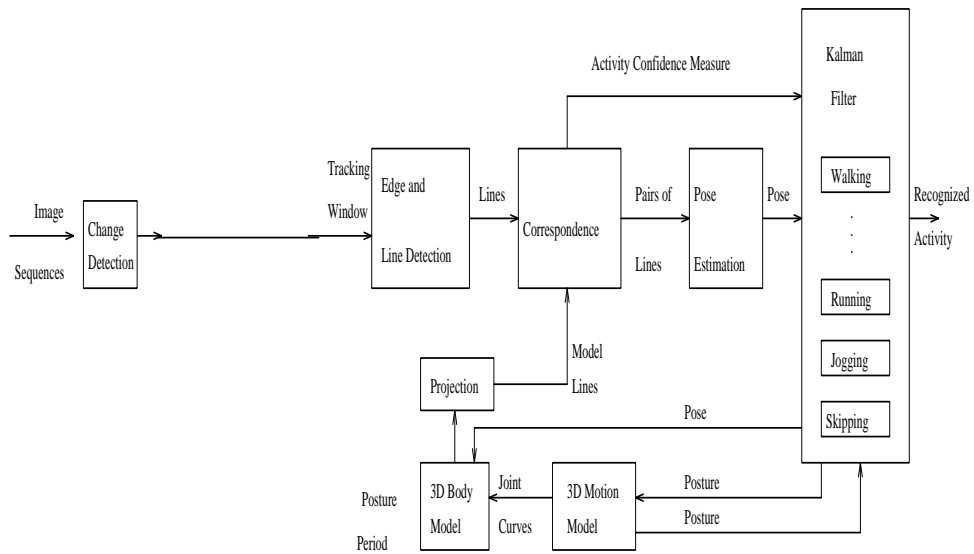 Kalman
Filter
Activity Confidence Measure
Walking
.
.
.
Running
Jogging
Skipping
Recognized
Activity
Image
Sequences
Change
Detection
Tracking
Window
Edge and
Line Detection
Lines
Correspondence
Pairs of
Lines
Pose
Estimation
Pose
Model
Lines
Projection
Pose
Posture
Period
3D Body
Model
Joint
Curves
3D Motion
Model
Posture
Posture